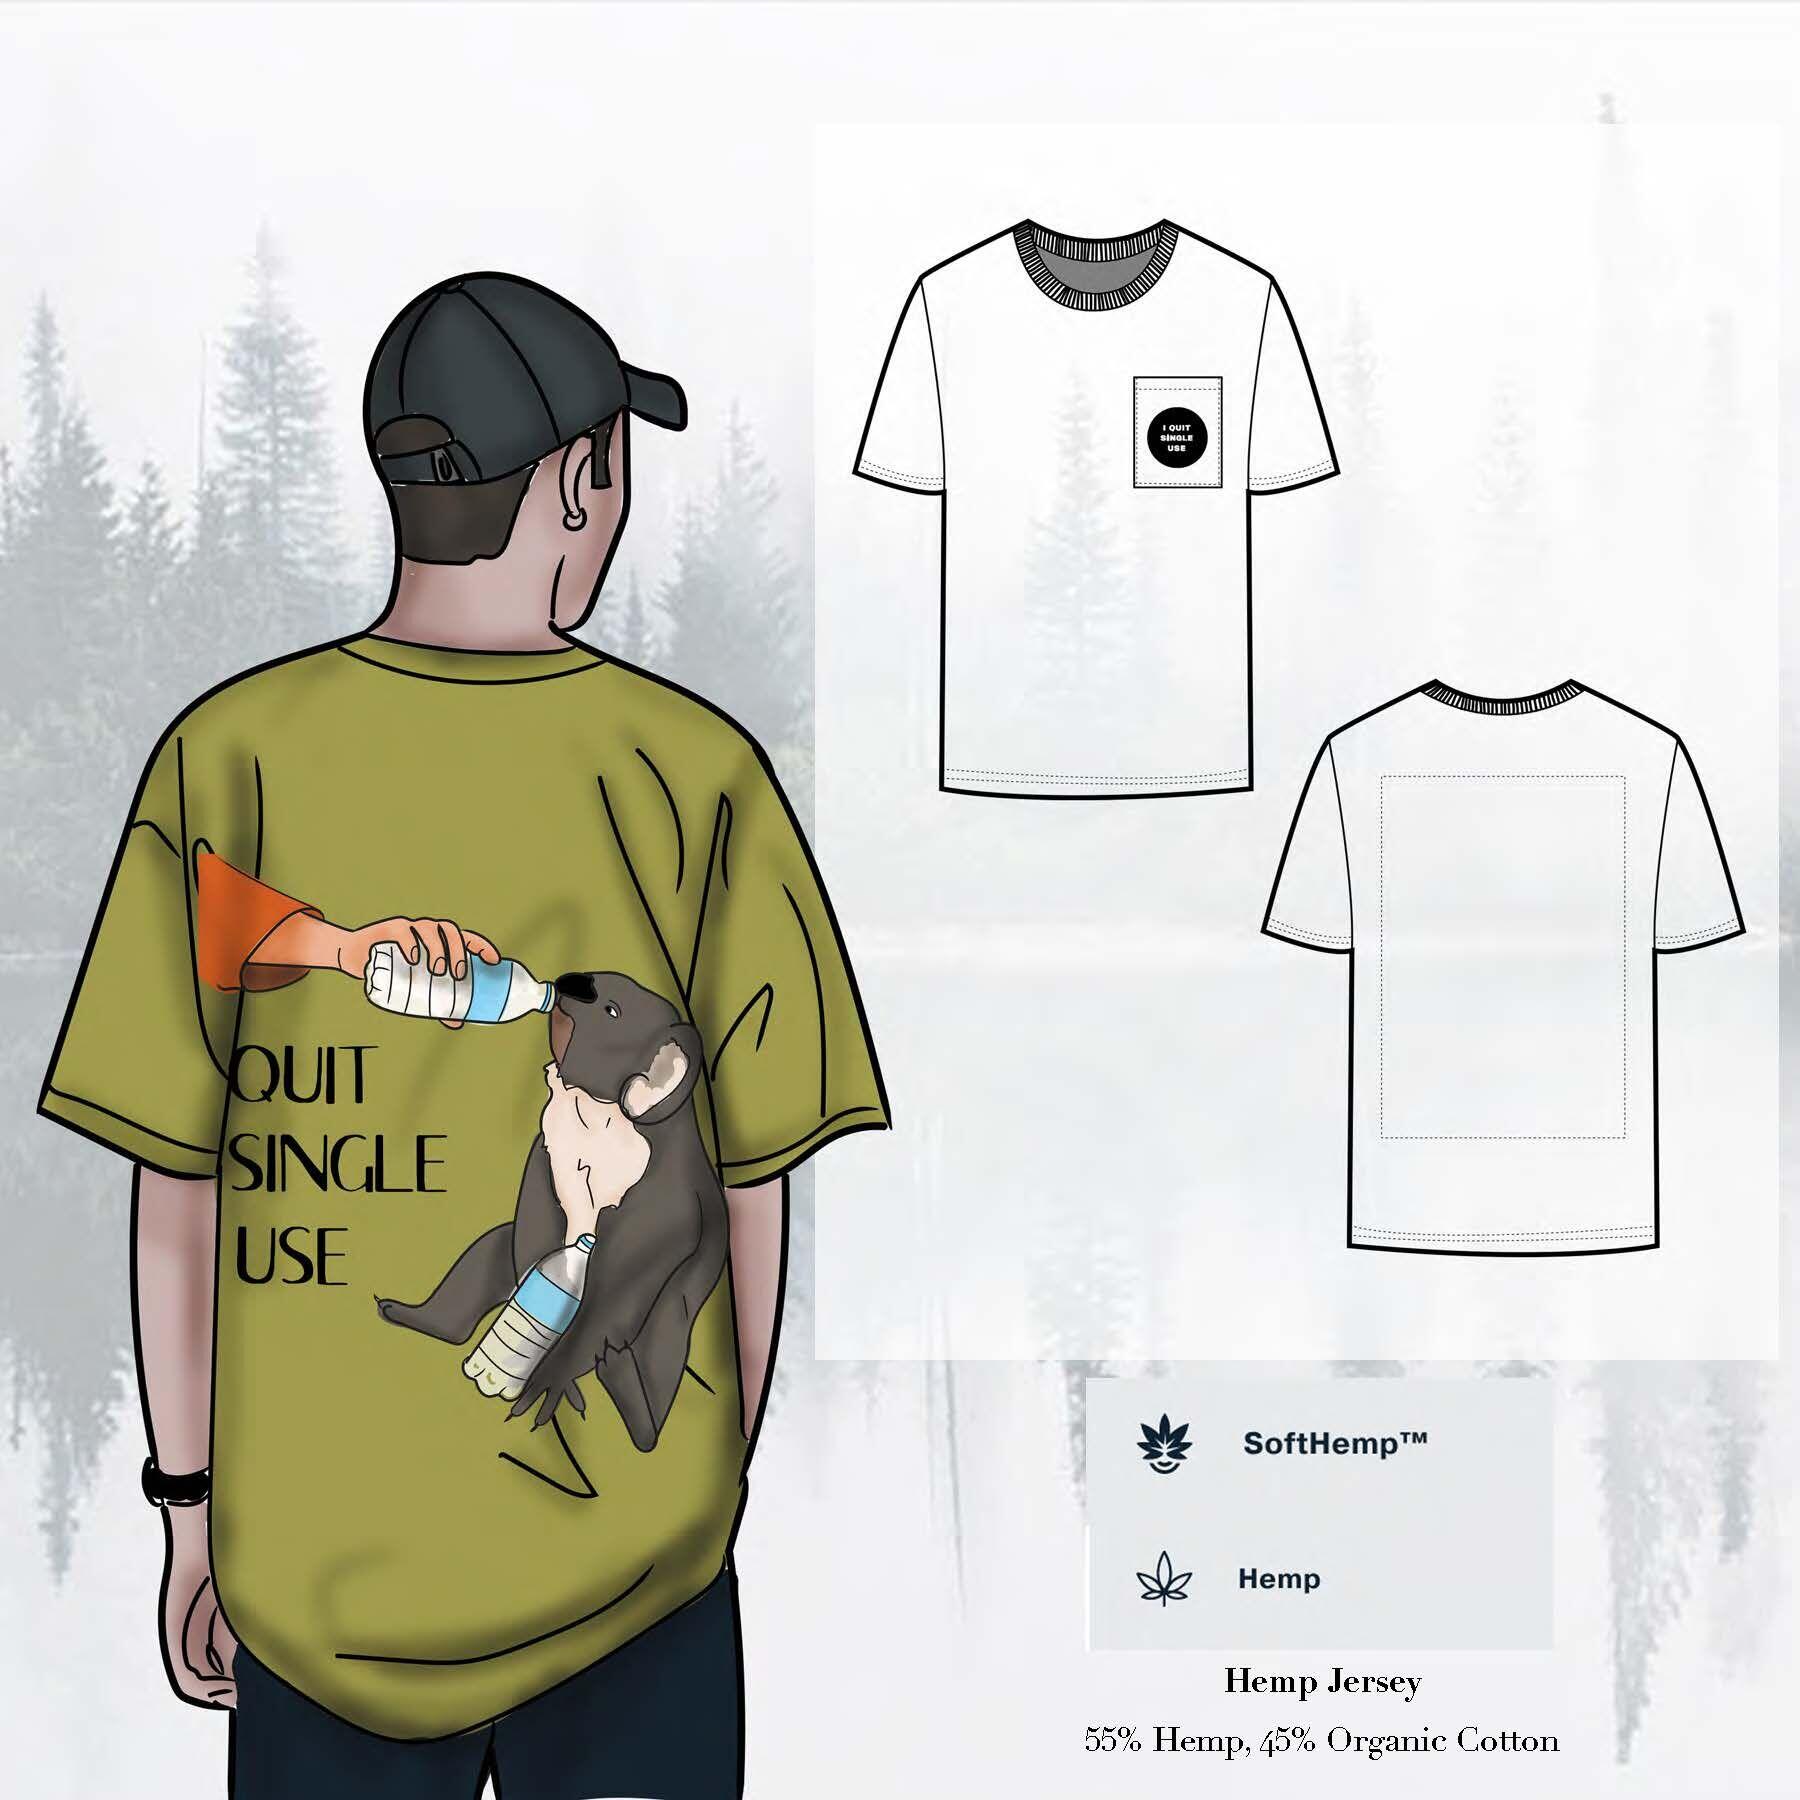 I QUIT
SINGLE
USE
QUIT
SINGLE
USE
SoftHemp™
Hemp
Hemp Jersey
55% Hemp, 45% Organic Cotton